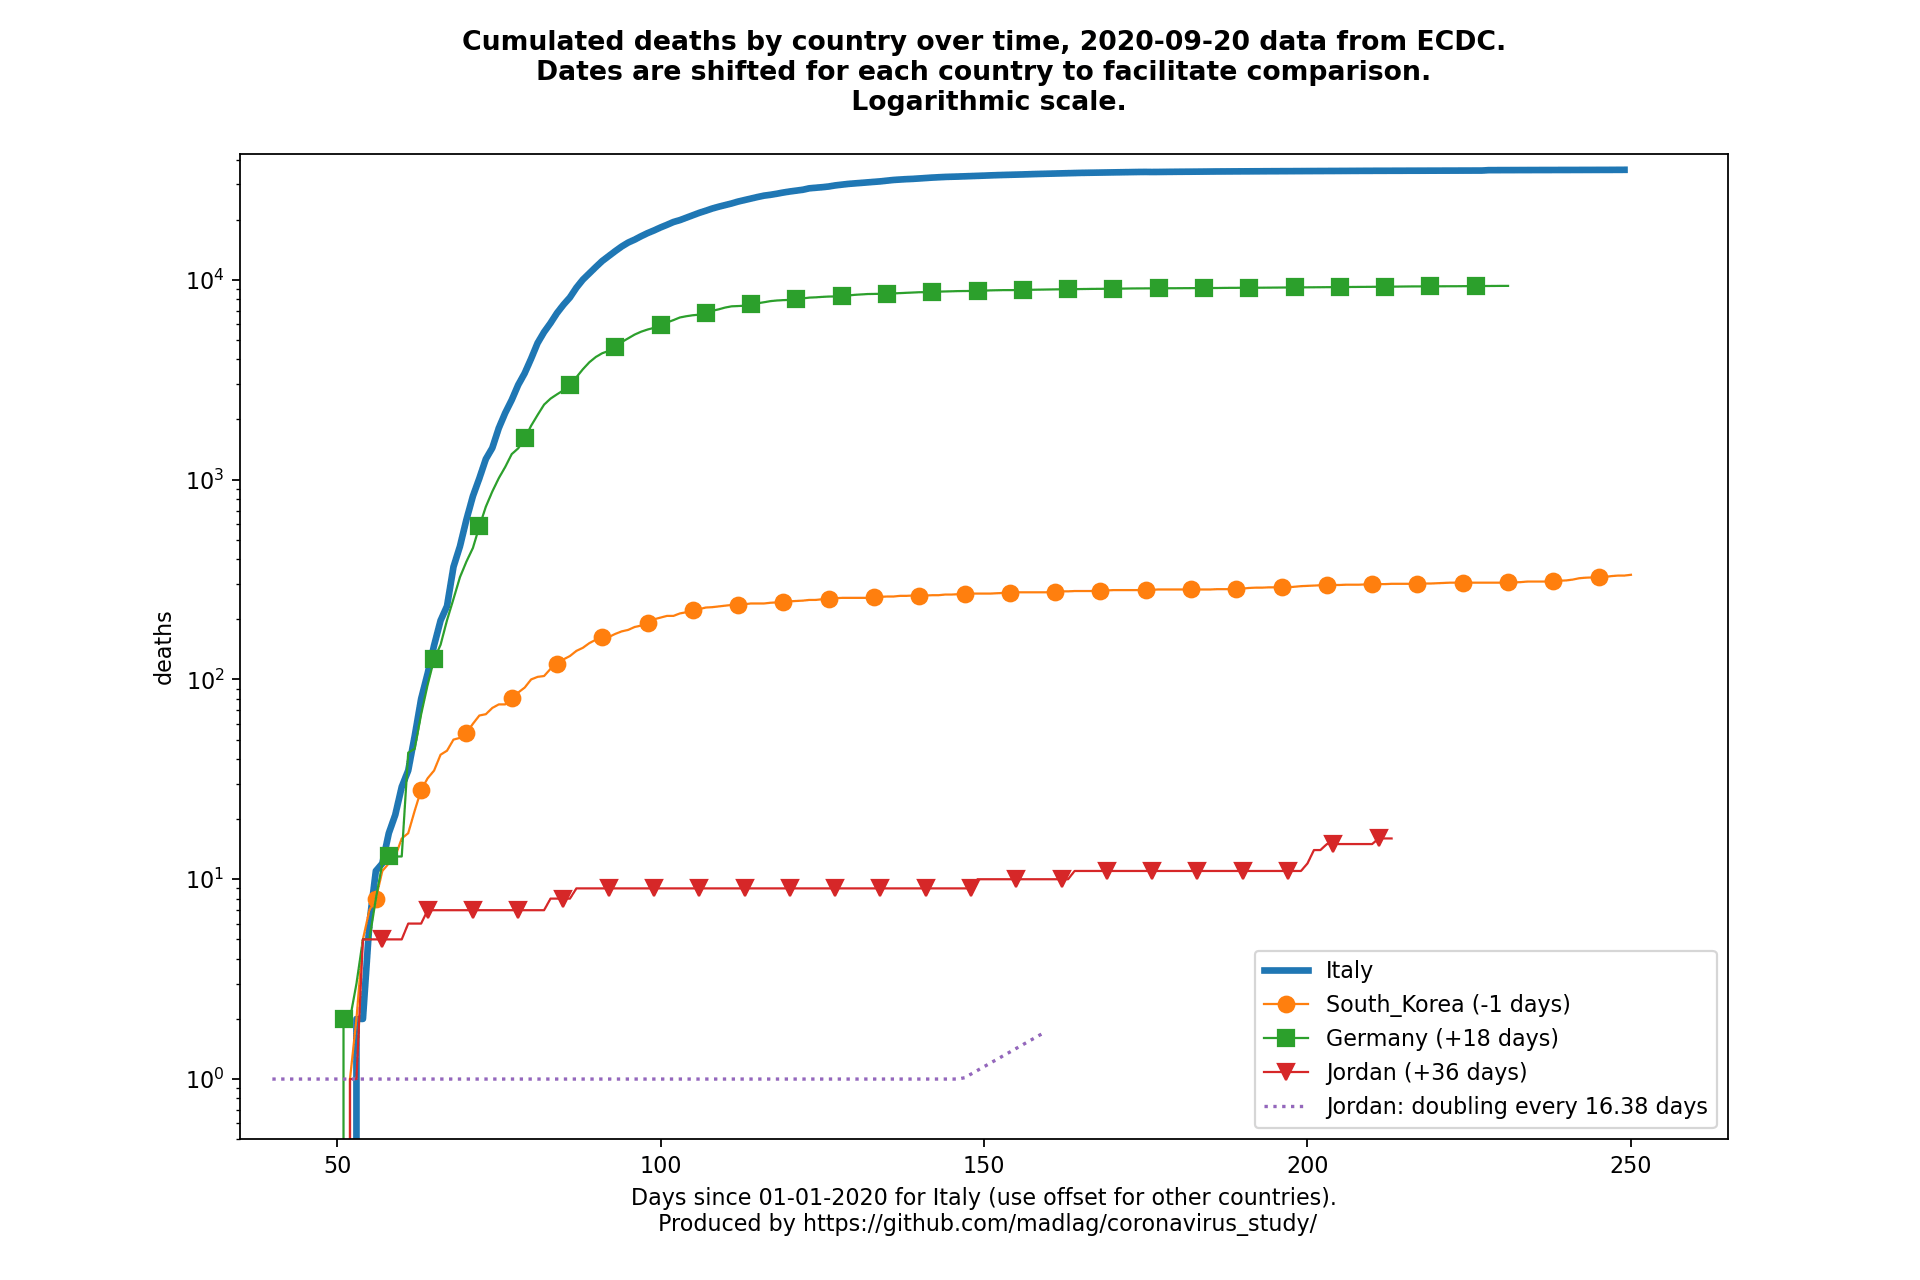 Cumulated deaths by country over time, 2020-09-20 data from ECDC.
Dates are shifted for each country to facilitate comparison.
Logarithmic scale.
deaths
10^4
10^3
10^2
10^1
10^0
Italy
South_Korea (-1 days)
Germany (+18 days)
Jordan (+36 days)
Jordan: doubling every 16.38 days
50 100 150 200 250
Days since 01-01-2020 for Italy (use offset for other countries).
Produced by https://github.com/madlag/coronavirus_study/